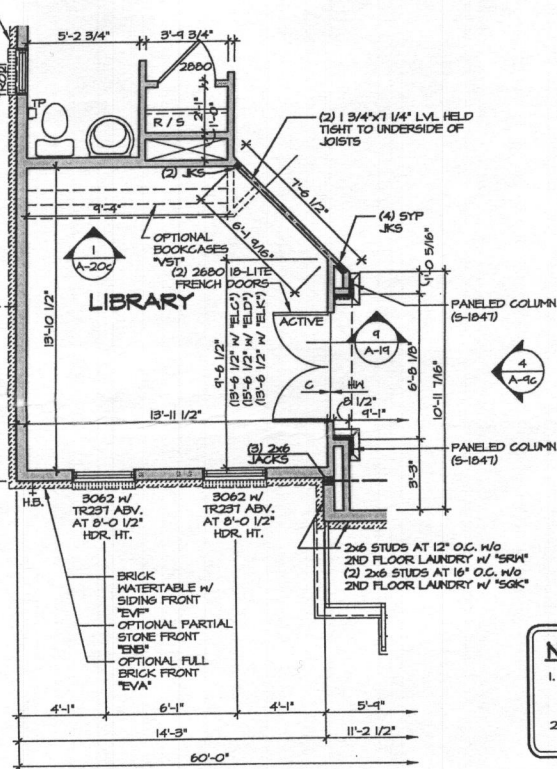 5'-2 3/4"
3'-9 3/4"
2880
TP
R / S
(2) 1 3/4"x7 1/4" LVL HELD
TIGHT TO UNDERSIDE OF
JOISTS
(2) JKS
7'-6 1/2"
(4) SYP
JKS
9'-4"
6'-1 9/16"
1
A-20c
OPTIONAL
BOOKCASES
"VST"
(2) 2680 18-LITE
FRENCH DOORS
LIBRARY
ACTIVE
PANELED COLUMN
(S-1847)
9
A-19
4
A-9c
13'-10 1/2"
9'-6 1/2"
(13'-6 1/2" W/ "ELC")
(15'-6 1/2" W/ "ELD")
(13'-6 1/2" W/ "ELK")
6'-8 1/8"
10'-11 7/16"
C
HW
8 1/2"
9'-1"
13'-11 1/2"
PANELED COLUMN
(S-1847)
(3) 2x6
JACKS
3'-3"
H.B.
3062 W/
TR237 ABV.
AT 8'-0 1/2"
HDR. HT.
3062 W/
TR237 ABV.
AT 8'-0 1/2"
HDR. HT.
2x6 STUDS AT 12" O.C. W/O
2ND FLOOR LAUNDRY W/ "SRW"
(2) 2x6 STUDS AT 16" O.C. W/O
2ND FLOOR LAUNDRY W/ "SGK"
BRICK
WATERTABLE W/
SIDING FRONT
"EVF"
OPTIONAL PARTIAL
STONE FRONT
"ENB"
OPTIONAL FULL
BRICK FRONT
"EVA"
N
1.
2
4'-1"
6'-1"
4'-1"
5'-9"
14'-3"
11'-2 1/2"
60'-0"